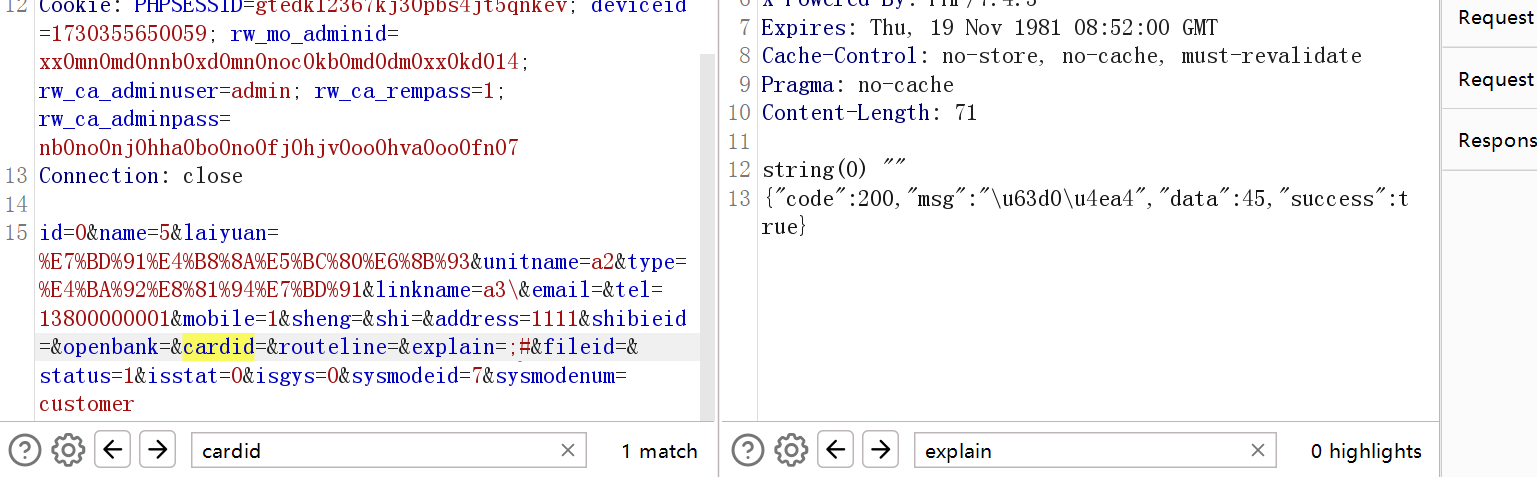 12 Cookie: PHPSESSID=gtedkl2367kj30pbs4jt5qnkev; deviceid
=1730355650059; rw_mo_adminid=
xx0mn0md0nnb0xd0mn0noc0kb0md0dm0xx0kd014;
rw_ca_adminuser=admin; rw_ca_rempass=1;
rw_ca_adminpass=
nb0no0nj0hha0bo0no0fj0hjv0oo0hva0oo0fn07
13 Connection: close
14
15 id=0&name=5&laiyuan=
%E7%BD%91%E4%B8%8A%E5%BC%80%E6%8B%93&unitname=a2&type=
%E4%BA%92%E8%81%94%E7%BD%91&linkname=a3\&email=&tel=
13800000001&mobile=1&sheng=&shi=&address=1111&shibieid
=&openbank=&cardid=&routeline=&explain=;#&fileid=&
status=1&isstat=0&isgys=0&sysmodeid=7&sysmodenum=
customer
cardid
1 match
6 X-Powered-By: PHP/7.4.3
7 Expires: Thu, 19 Nov 1981 08:52:00 GMT
8 Cache-Control: no-store, no-cache, must-revalidate
9 Pragma: no-cache
10 Content-Length: 71
11
12 string(0) ""
13 {"code":200,"msg":"\u63d0\u4ea4","data":45,"success":t
rue}
explain
0 highlights
Request
Request
Respons